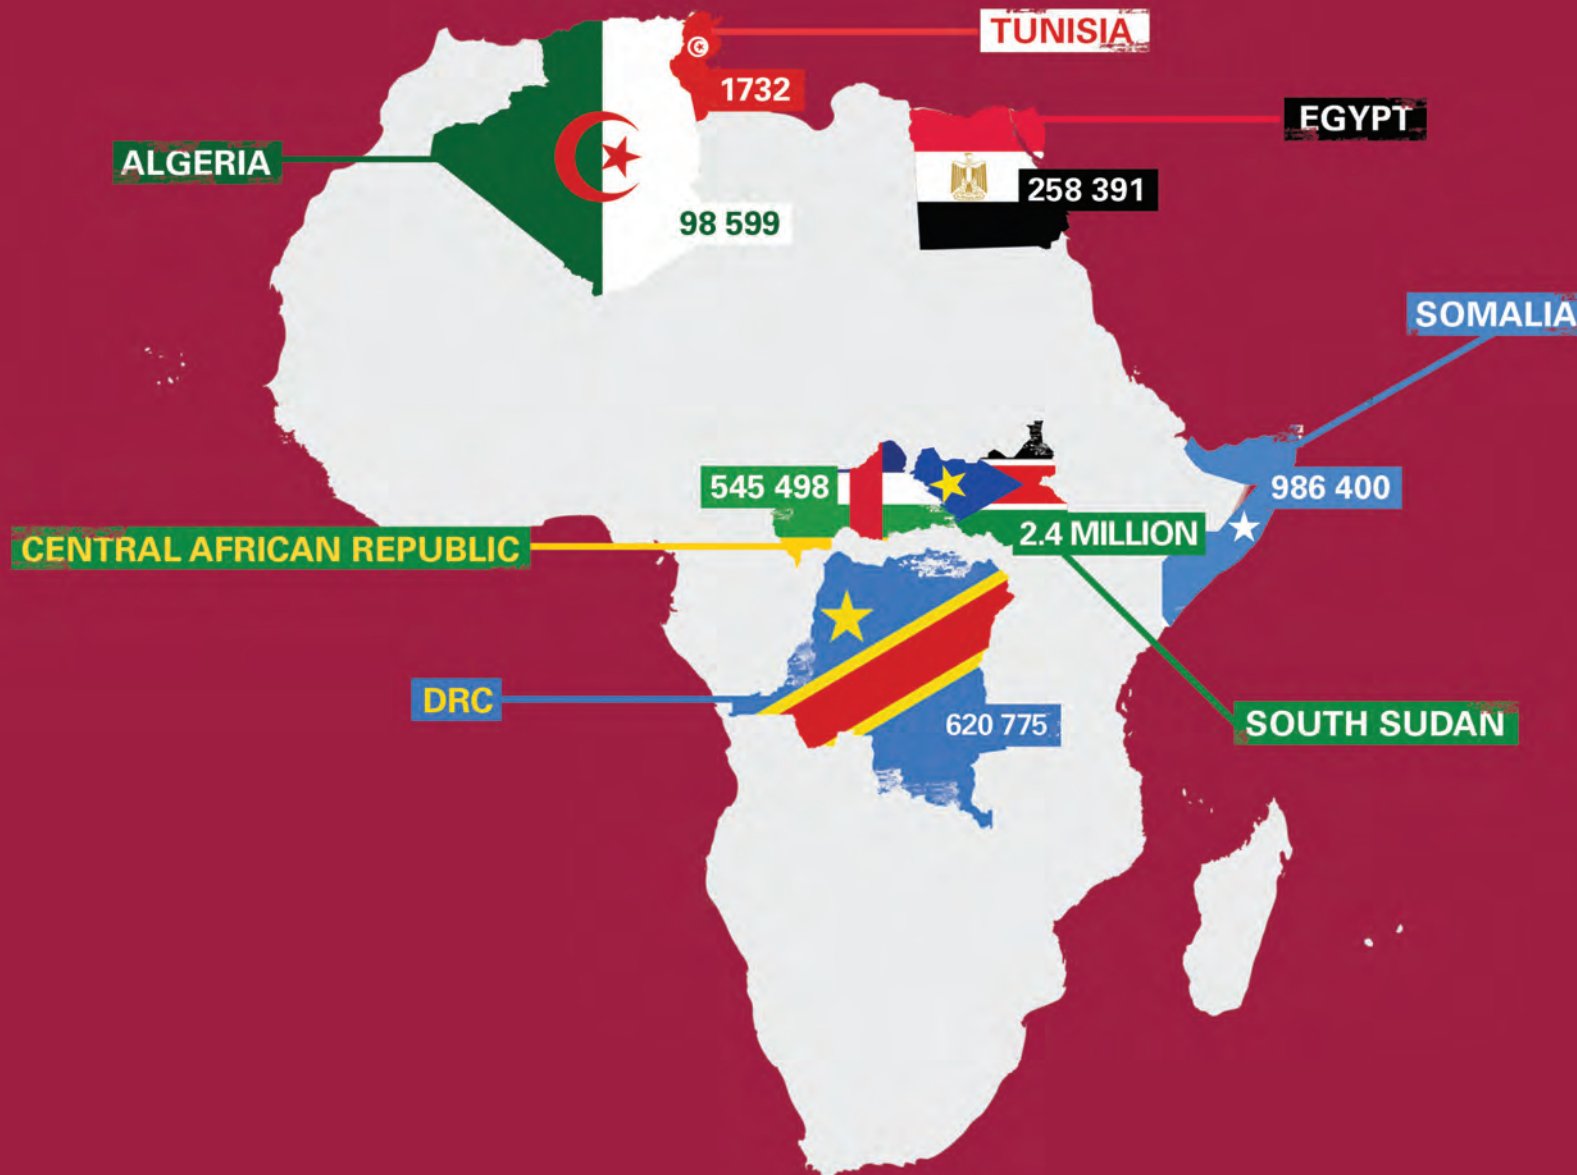 TUNISIA
1732
EGYPT
ALGERIA
258 391
98 599
SOMALIA
545 498
986 400
2.4 MILLION
CENTRAL AFRICAN REPUBLIC
DRC
620 775
SOUTH SUDAN